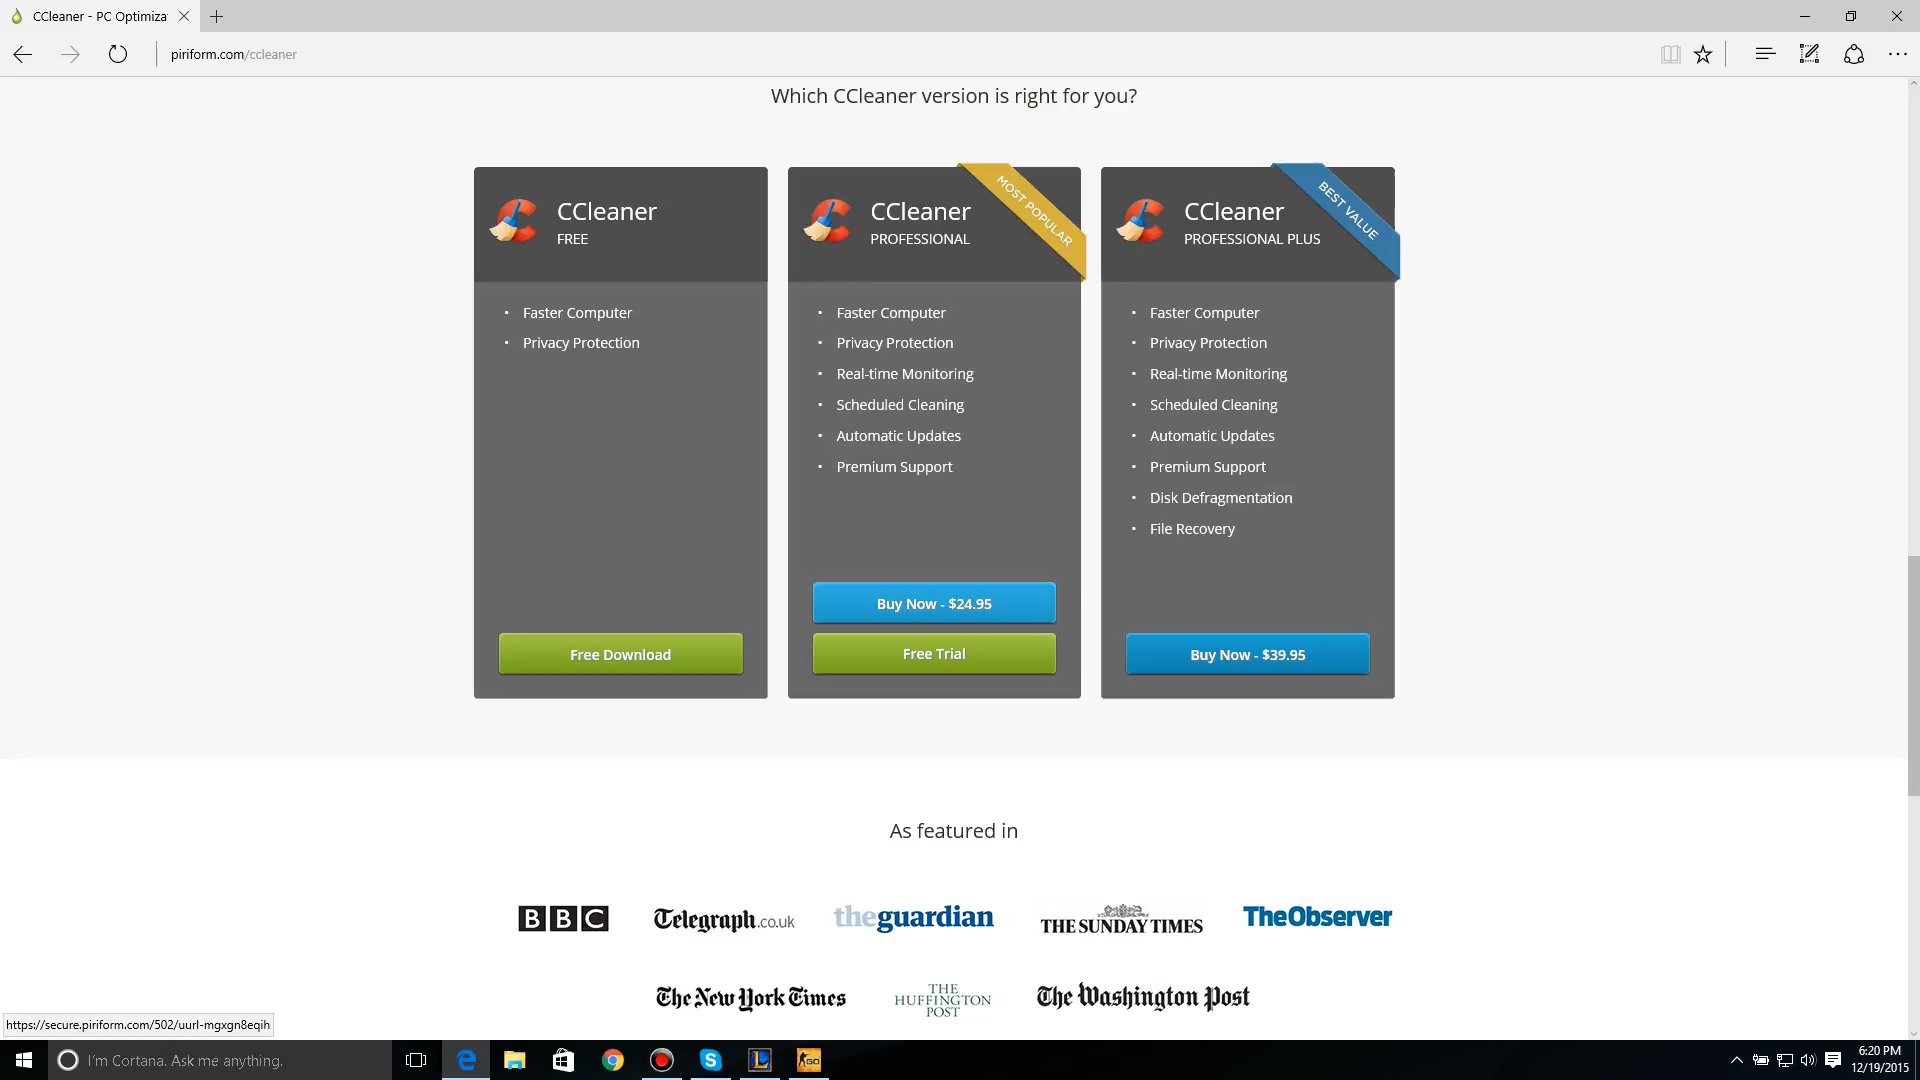 CCleaner - PC Optimiza
piriform.com/ccleaner
Which CCleaner version is right for you?
CCleaner
FREE
• Faster Computer
• Privacy Protection
Free Download
CCleaner
PROFESSIONAL
MOST POPULAR
• Faster Computer
• Privacy Protection
• Real-time Monitoring
• Scheduled Cleaning
• Automatic Updates
• Premium Support
Buy Now - $24.95
Free Trial
CCleaner
PROFESSIONAL PLUS
BEST VALUE
• Faster Computer
• Privacy Protection
• Real-time Monitoring
• Scheduled Cleaning
• Automatic Updates
• Premium Support
• Disk Defragmentation
• File Recovery
Buy Now - $39.95
As featured in
BBC
Telegraph.co.uk
theguardian
THE SUNDAY TIMES
TheObserver
The New York Times
THE
HUFFINGTON
POST
The Washington Post
https://secure.piriform.com/502/uurl-mgxgn8eqih
I'm Cortana. Ask me anything.
GO
6:20 PM
12/19/2015